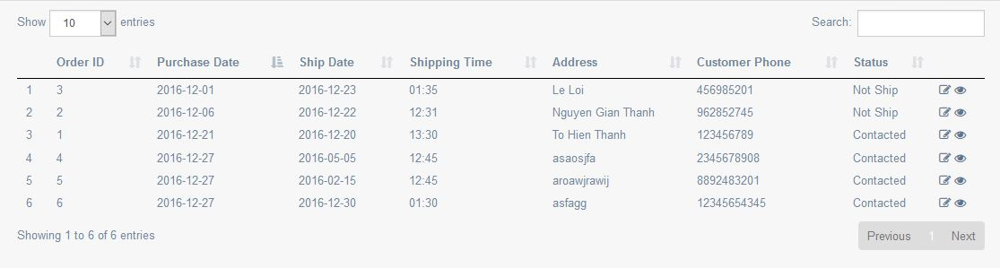 Show 10 entries Search:
Order ID Purchase Date Ship Date Shipping Time Address Customer Phone Status
1 3 2016-12-01 2016-12-23 01:35 Le Loi 456985201 Not Ship
2 2 2016-12-06 2016-12-22 12:31 Nguyen Gian Thanh 962852745 Not Ship
3 1 2016-12-21 2016-12-20 13:30 To Hien Thanh 123456789 Contacted
4 4 2016-12-27 2016-05-05 12:45 asaosjfa 2345678908 Contacted
5 5 2016-12-27 2016-02-15 12:45 aroawjrawij 8892483201 Contacted
6 6 2016-12-27 2016-12-30 01:30 asfagg 12345654345 Contacted
Showing 1 to 6 of 6 entries Previous 1 Next